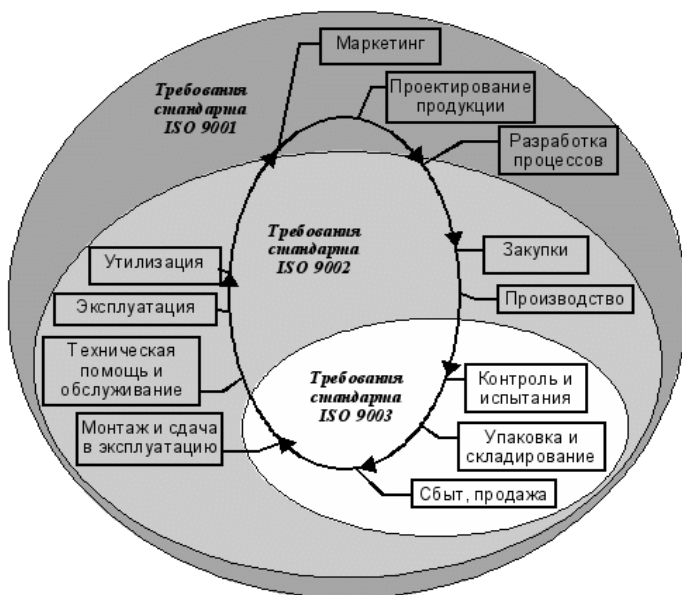 Маркетинг
Требования
стандарта
ISO 9001
Проектирование
продукции
Разработка
процессов
Требования
стандарта
ISO 9002
Закупки
Утилизация
Производство
Эксплуатация
Техническая
помощь и
обслуживание
Требования
стандарта
ISO 9003
Контроль и
испытания
Монтаж и сдача
в эксплуатацию
Упаковка и
складирование
Сбыт, продажа